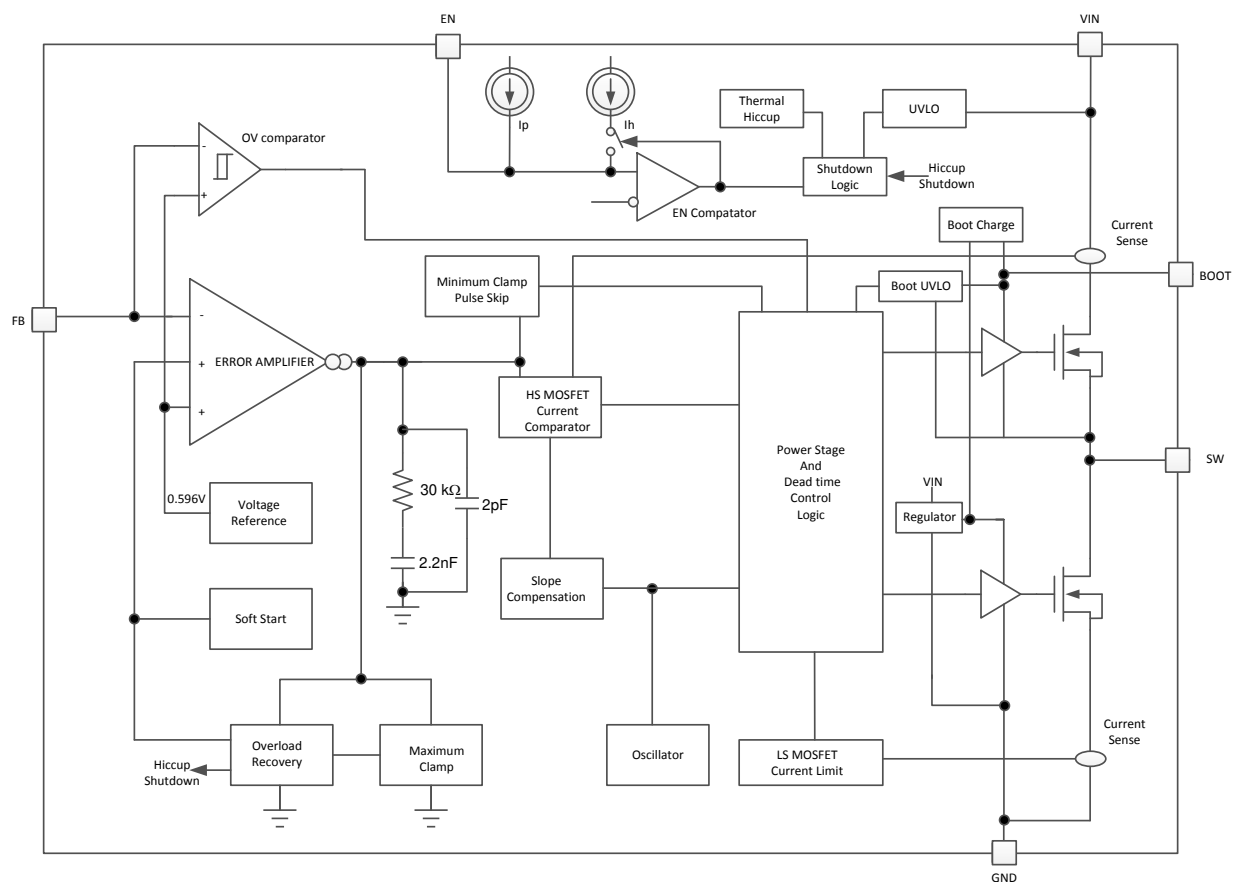 EN
VIN
Thermal
Hiccup
UVLO
Ip
Ih
OV comparator
-
+
Shutdown
Logic
Hiccup
Shutdown
EN Compatator
Boot Charge
Current
Sense
BOOT
Minimum Clamp
Pulse Skip
Boot UVLO
FB
-
ERROR AMPLIFIER
+
+
HS MOSFET
Current
Comparator
Power Stage
And
Dead time
Control
Logic
SW
0.596V
Voltage
Reference
30 kΩ
2pF
2.2nF
VIN
Regulator
Slope
Compensation
Soft Start
Overload
Recovery
Maximum
Clamp
Hiccup
Shutdown
Oscillator
LS MOSFET
Current Limit
Current
Sense
GND